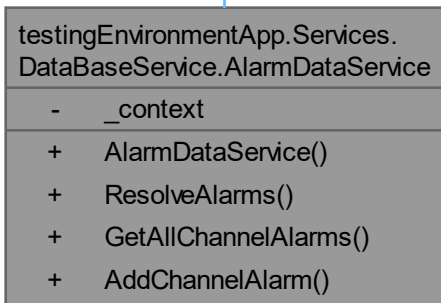 testingEnvironmentApp.Services.
DataBaseService.AlarmDataService
- _context
+ AlarmDataService()
+ ResolveAlarms()
+ GetAllChannelAlarms()
+ AddChannelAlarm()